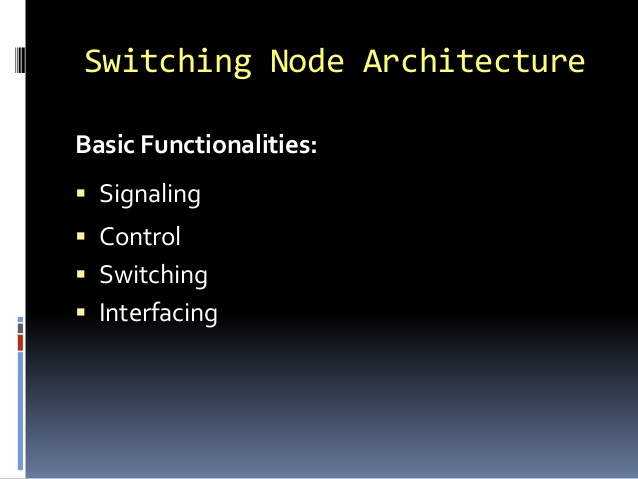 Switching Node Architecture
Basic Functionalities:
▪ Signaling
▪ Control
▪ Switching
▪ Interfacing